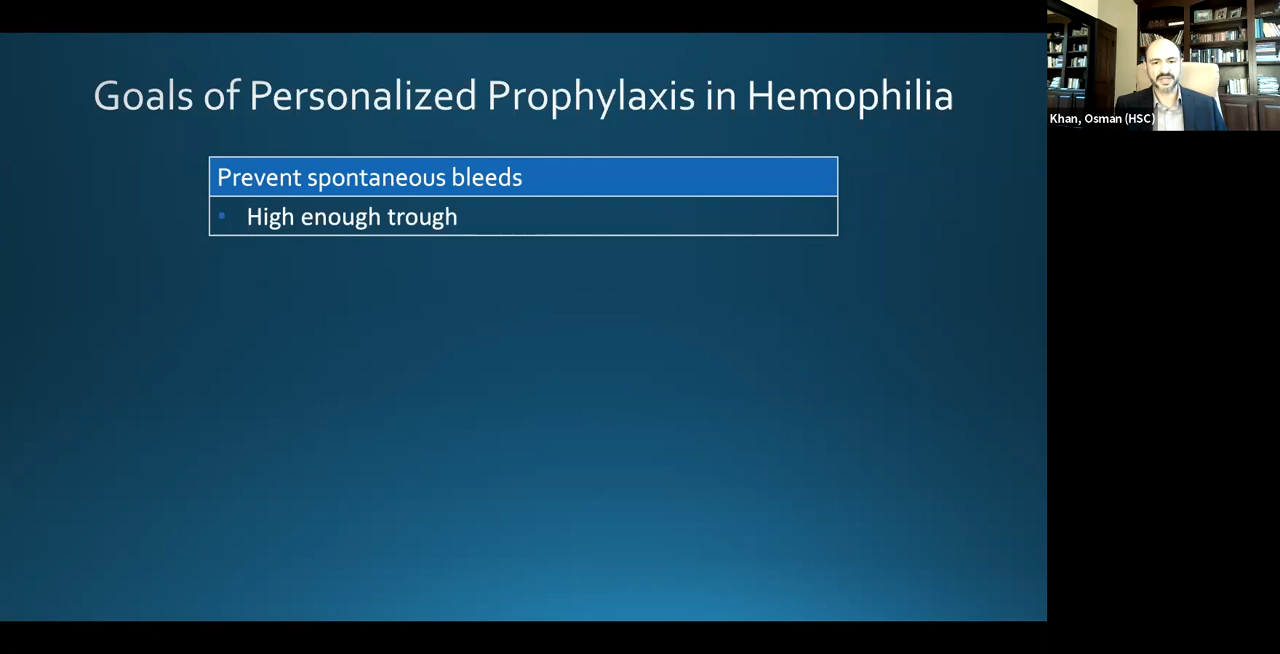 Goals of Personalized Prophylaxis in Hemophilia
Prevent spontaneous bleeds
• High enough trough
Khan, Osman (HSC)